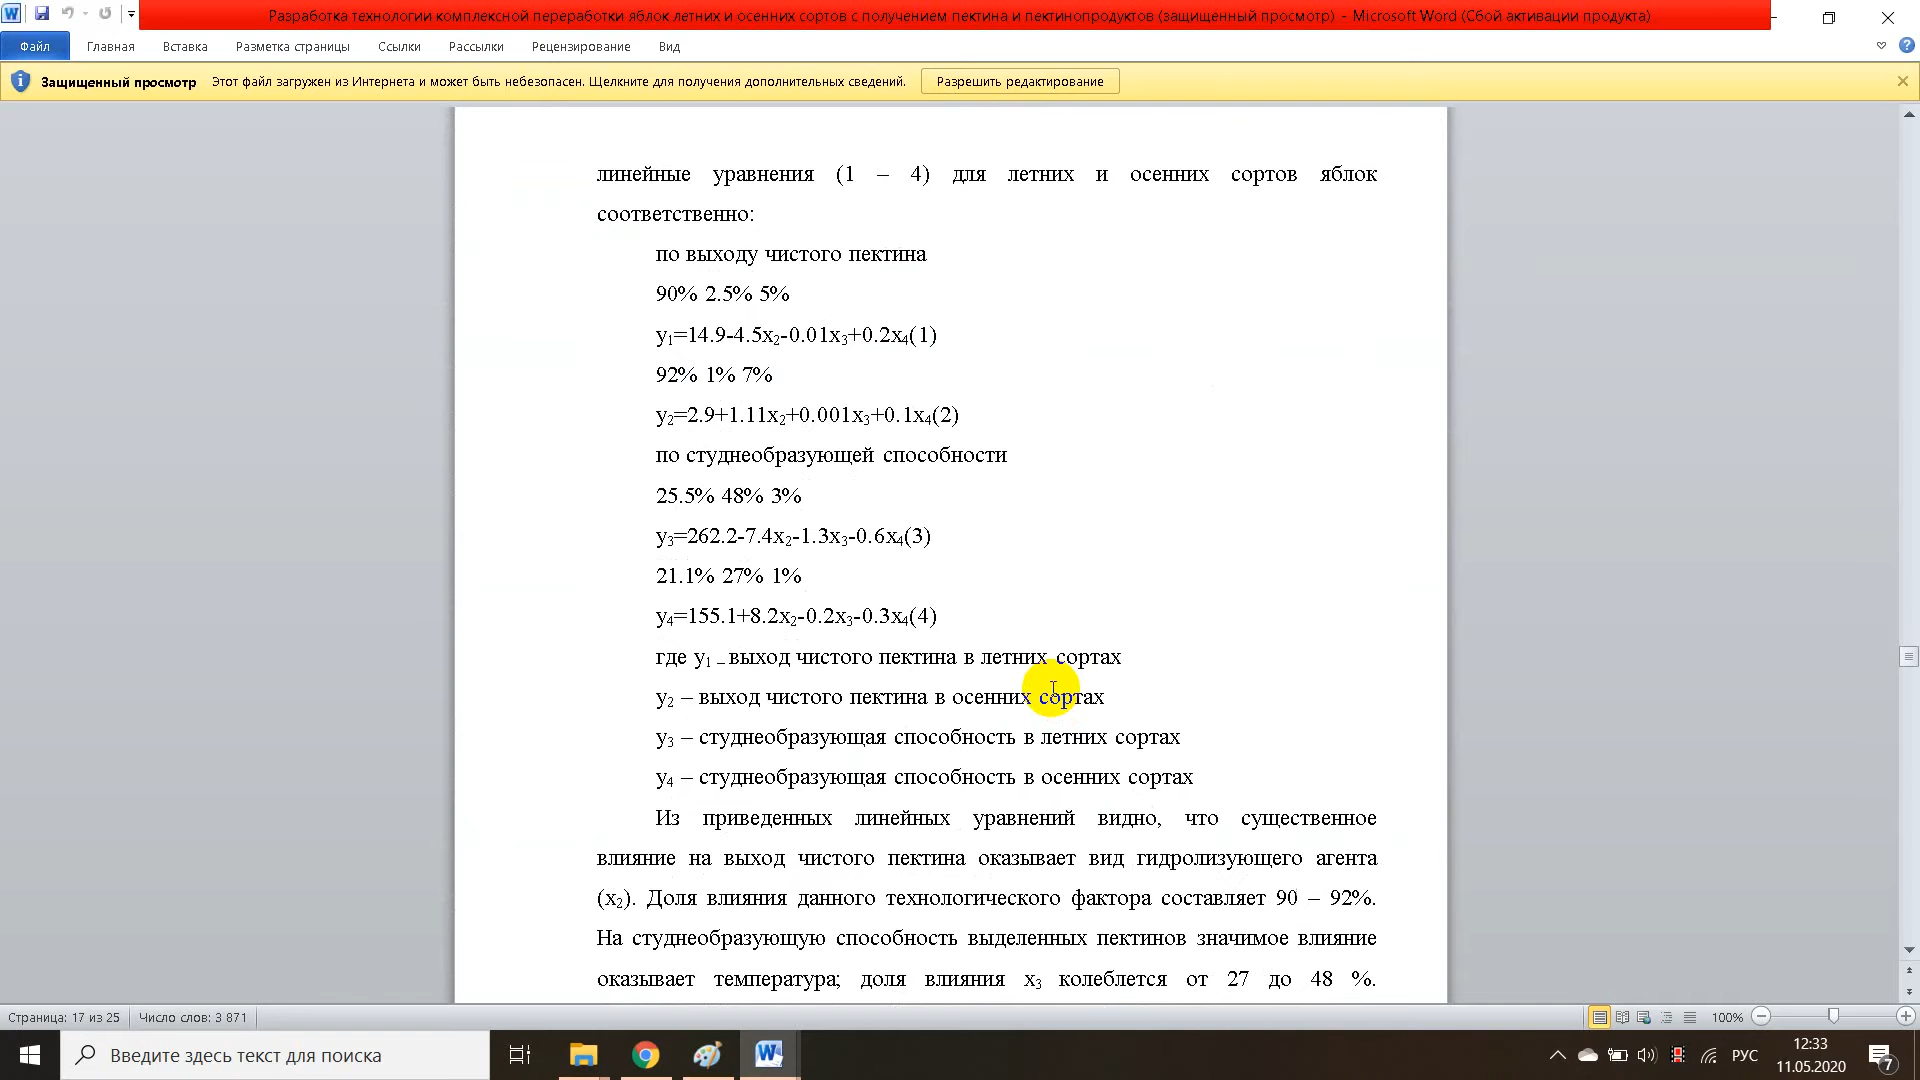 Разработка технологии комплексной переработки яблок летних и осенних сортов с получением пектина и пектинопродуктов (защищенный просмотр) - Microsoft Word (Сбой активации продукта)
Файл Главная Вставка Разметка страницы Ссылки Рассылки Рецензирование Вид
Защищенный просмотр Этот файл загружен из Интернета и может быть небезопасен. Щелкните для получения дополнительных сведений. Разрешить редактирование
линейные уравнения (1 – 4) для летних и осенних сортов яблок
соответственно:
по выходу чистого пектина
90% 2.5% 5%
y₁=14.9-4.5x₂-0.01x₃+0.2x₄(1)
92% 1% 7%
y₂=2.9+1.11x₂+0.001x₃+0.1x₄(2)
по студнеобразующей способности
25.5% 48% 3%
y₃=262.2-7.4x₂-1.3x₃-0.6x₄(3)
21.1% 27% 1%
y₄=155.1+8.2x₂-0.2x₃-0.3x₄(4)
где y₁ – выход чистого пектина в летних сортах
y₂ – выход чистого пектина в осенних сортах
y₃ – студнеобразующая способность в летних сортах
y₄ – студнеобразующая способность в осенних сортах
Из приведенных линейных уравнений видно, что существенное
влияние на выход чистого пектина оказывает вид гидролизующего агента
(x₂). Доля влияния данного технологического фактора составляет 90 – 92%.
На студнеобразующую способность выделенных пектинов значимое влияние
оказывает температура; доля влияния x₃ колеблется от 27 до 48 %.
Страница: 17 из 25 Число слов: 3 871 100%
Введите здесь текст для поиска РУС 12:33
11.05.2020 7